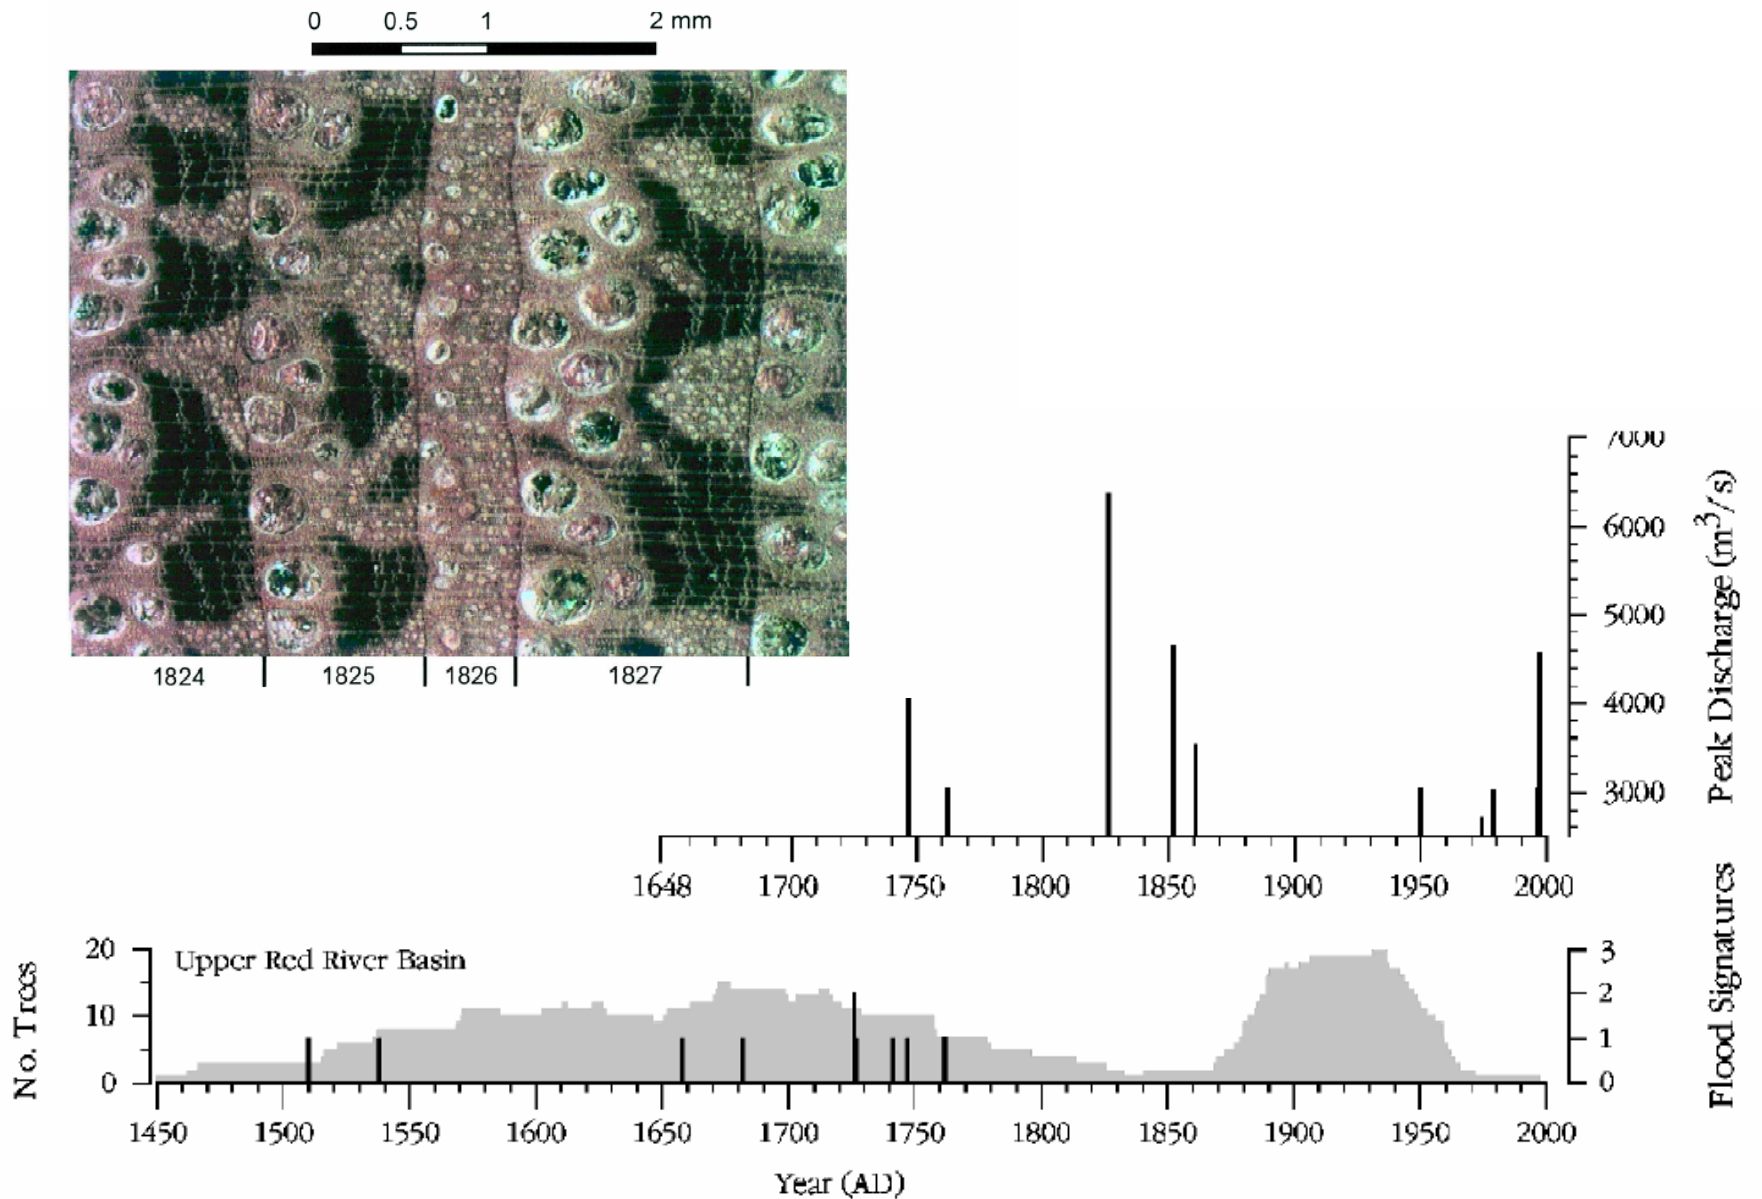 0 0.5 1 2 mm
1824 1825 1826 1827
7000
6000
5000
4000
3000
Peak Discharge (m³/s)
1648 1700 1750 1800 1850 1900 1950 2000
Upper Red River Basin
20
10
0
No. Trees
3
2
1
0
Flood Signatures
1450 1500 1550 1600 1650 1700 1750 1800 1850 1900 1950 2000
Year (AD)